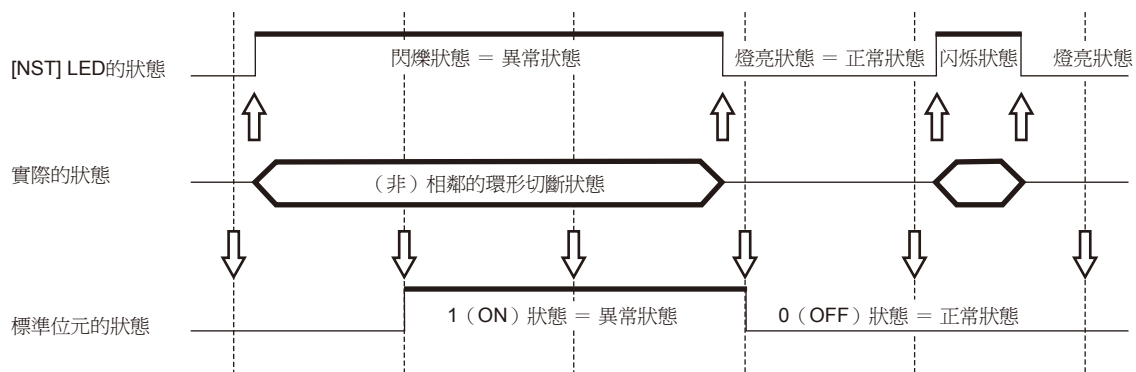 [NST] LED的狀態
閃爍狀態 = 異常狀態
燈亮狀態 = 正常狀態
闪烁狀態
燈亮狀態
實際的狀態
（非）相鄰的環形切斷狀態
標準位元的狀態
1（ON）狀態 = 異常狀態
0（OFF）狀態 = 正常狀態